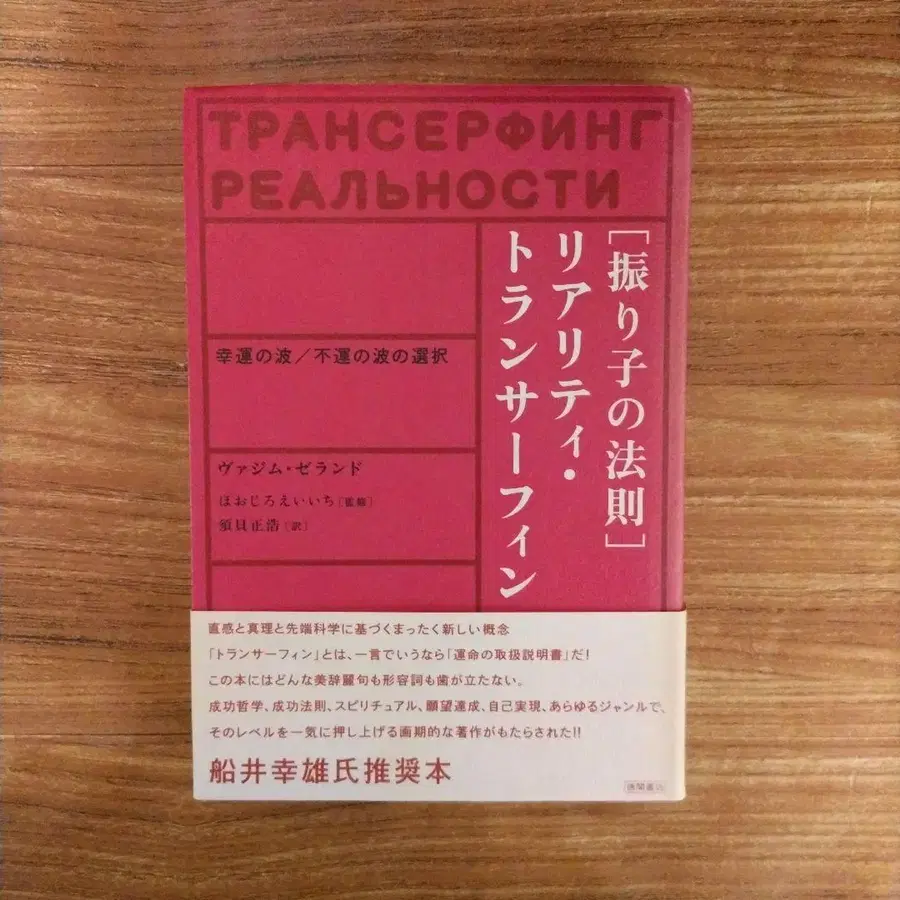 ТРАНСЕРФИНГ
РЕАЛЬНОСТИ
［振り子の法則］
リアリティ・
トランサーフィン
幸運の波／不運の波の選択
ヴァジム・ゼランド
ほおじろえいいち［監修］
須貝正浩［訳］
直感と真理と先端科学に基づくまったく新しい概念
「トランサーフィン」とは、一言でいうなら「運命の取扱説明書」だ!
この本にはどんな美辞麗句も形容詞も歯が立たない。
成功哲学、成功法則、スピリチュアル、願望達成、自己実現、あらゆるジャンルで、
そのレベルを一気に押し上げる画期的な著作がもたらされた!!
船井幸雄氏推奨本
徳間書店